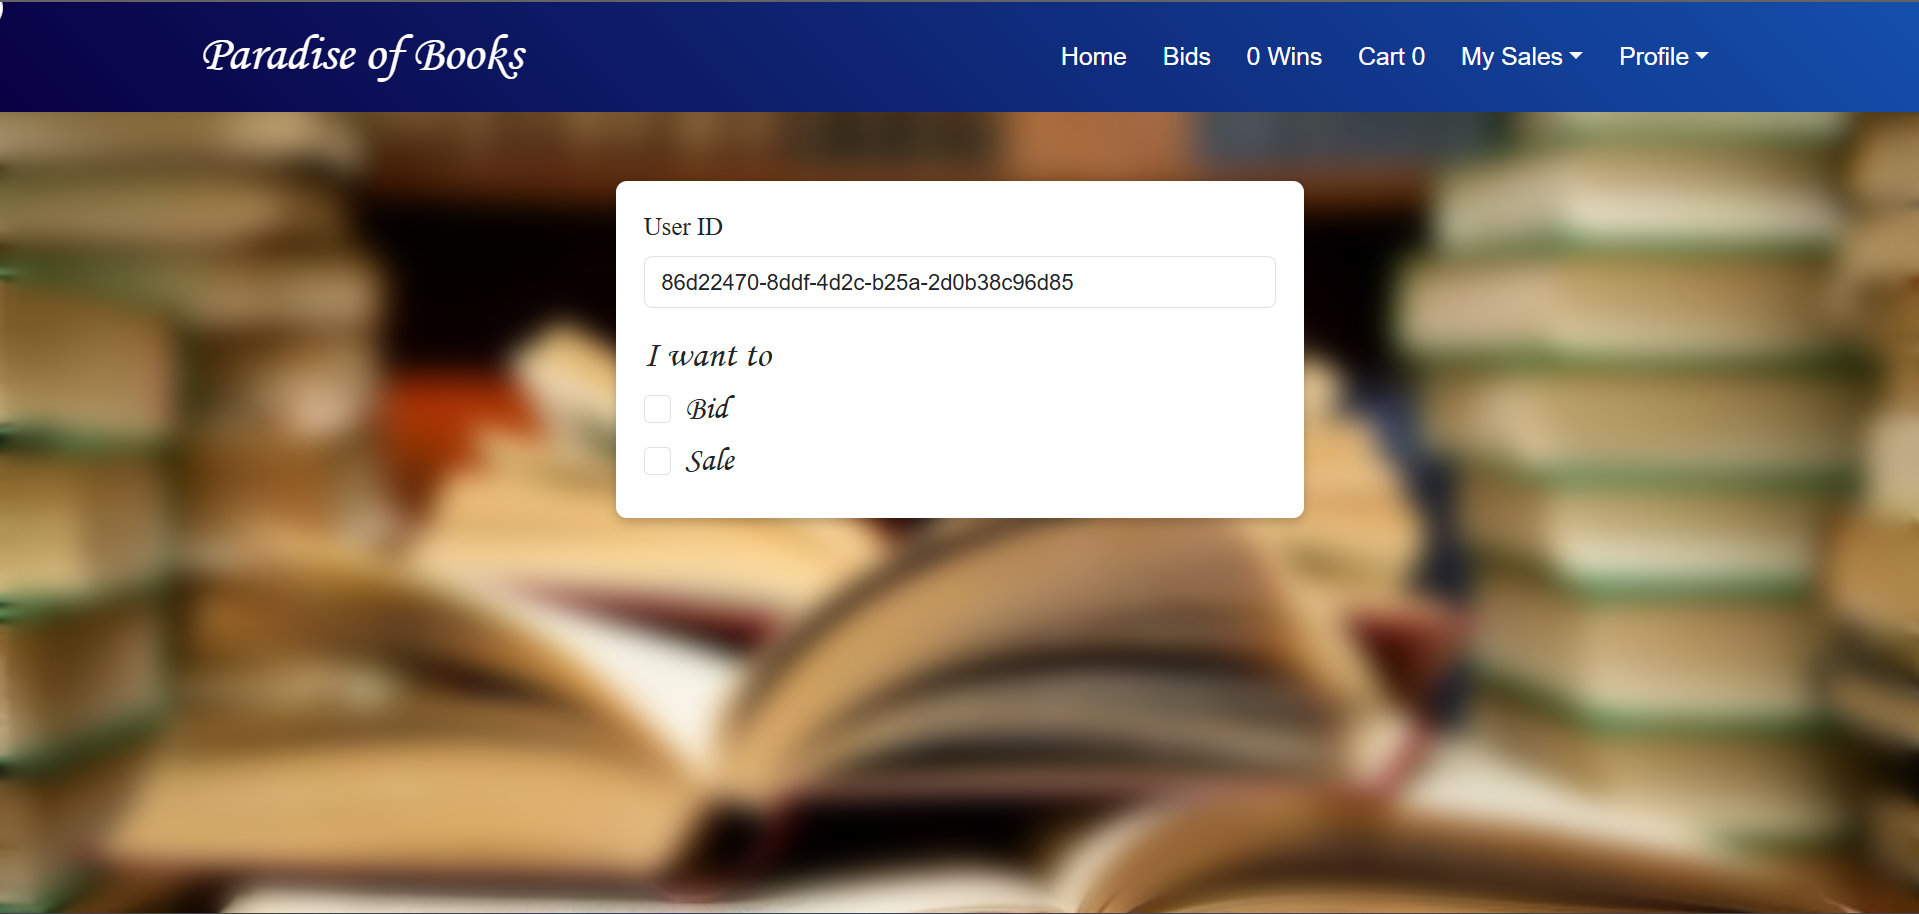 Paradise of Books
Home Bids 0 Wins Cart 0 My Sales Profile
User ID
86d22470-8ddf-4d2c-b25a-2d0b38c96d85
I want to
Bid
Sale